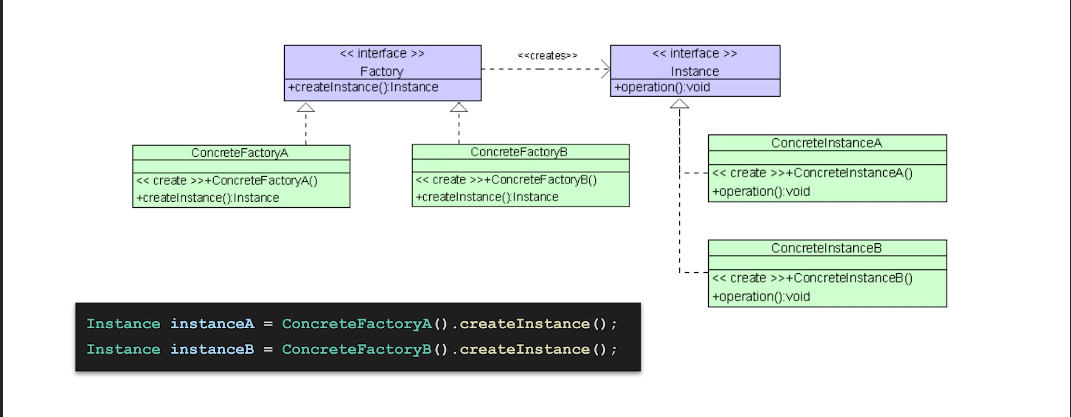 << interface >>
Factory
+createInstance():Instance
<<creates>>
<< interface >>
Instance
+operation():void
ConcreteFactoryA
<< create >>+ConcreteFactoryA()
+createInstance():Instance
ConcreteFactoryB
<< create >>+ConcreteFactoryB()
+createInstance():Instance
ConcreteInstanceA
<< create >>+ConcreteInstanceA()
+operation():void
ConcreteInstanceB
<< create >>+ConcreteInstanceB()
+operation():void
Instance instanceA = ConcreteFactoryA().createInstance();
Instance instanceB = ConcreteFactoryB().createInstance();